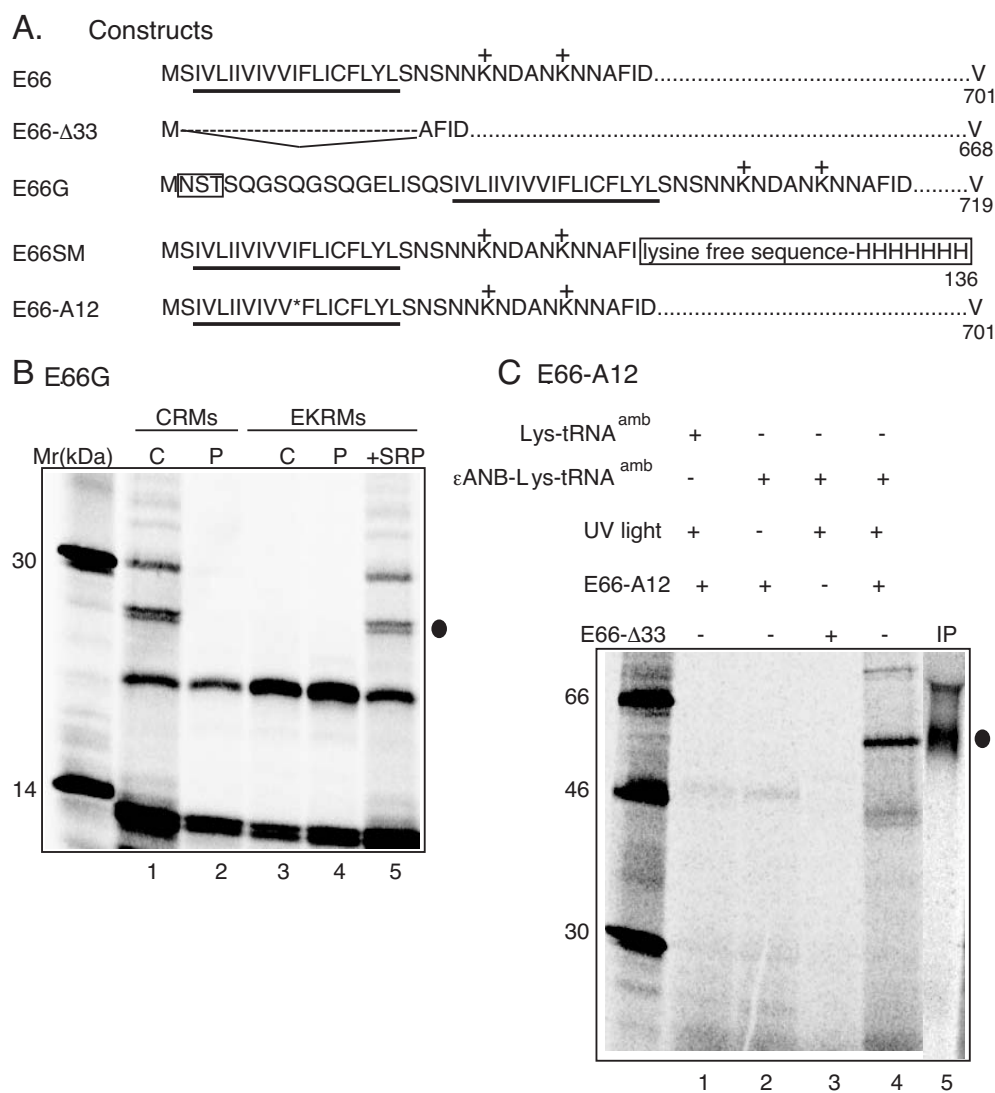 A. Constructs
+ +
E66 MSIVLIIVIVVIFLICFLYLSNSNNKNDANKNNAFID..........................................V
701
E66-Δ33 M AFID..........................................V
668
+ +
E66G MNSTSQGSQGSQGELISQSIVLIIVIVVIFLICFLYLSNSNNKNDANKNNAFID.........V
719
+ +
E66SM MSIVLIIVIVVIFLICFLYLSNSNNKNDANKNNAFI lysine free sequence-HHHHHHH
136
+ +
E66-A12 MSIVLIIVIVV*FLICFLYLSNSNNKNDANKNNAFID..........................................V
701
B E66G
CRMs EKRMs
Mr(kDa) C P C P +SRP
30
14
1 2 3 4 5
C E66-A12
Lys-tRNA amb + - - -
εANB-Lys-tRNA amb - + + +
UV light + - + +
E66-A12 + + - +
E66-Δ33 - - + - IP
66
46
30
1 2 3 4 5